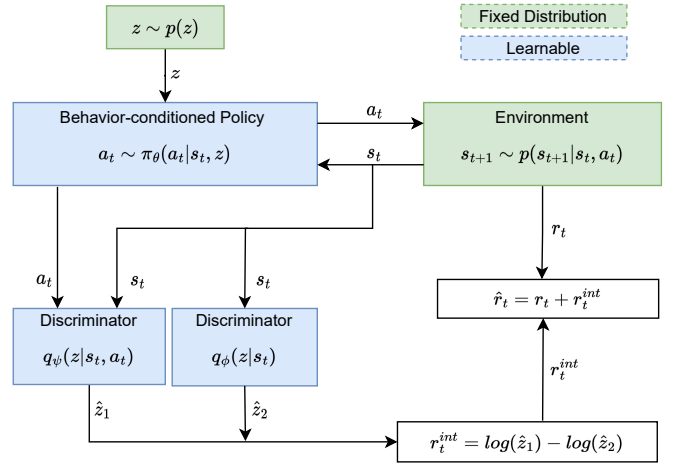 z ∼ p(z)
Fixed Distribution
Learnable
z
Behavior-conditioned Policy
a_t ∼ π_θ(a_t|s_t, z)
a_t
s_t
Environment
s_{t+1} ∼ p(s_{t+1}|s_t, a_t)
r_t
a_t
s_t
s_t
r̂_t = r_t + r_t^{int}
Discriminator
q_ψ(z|s_t, a_t)
Discriminator
q_ϕ(z|s_t)
r_t^{int}
ẑ_1
ẑ_2
r_t^{int} = log(ẑ_1) − log(ẑ_2)